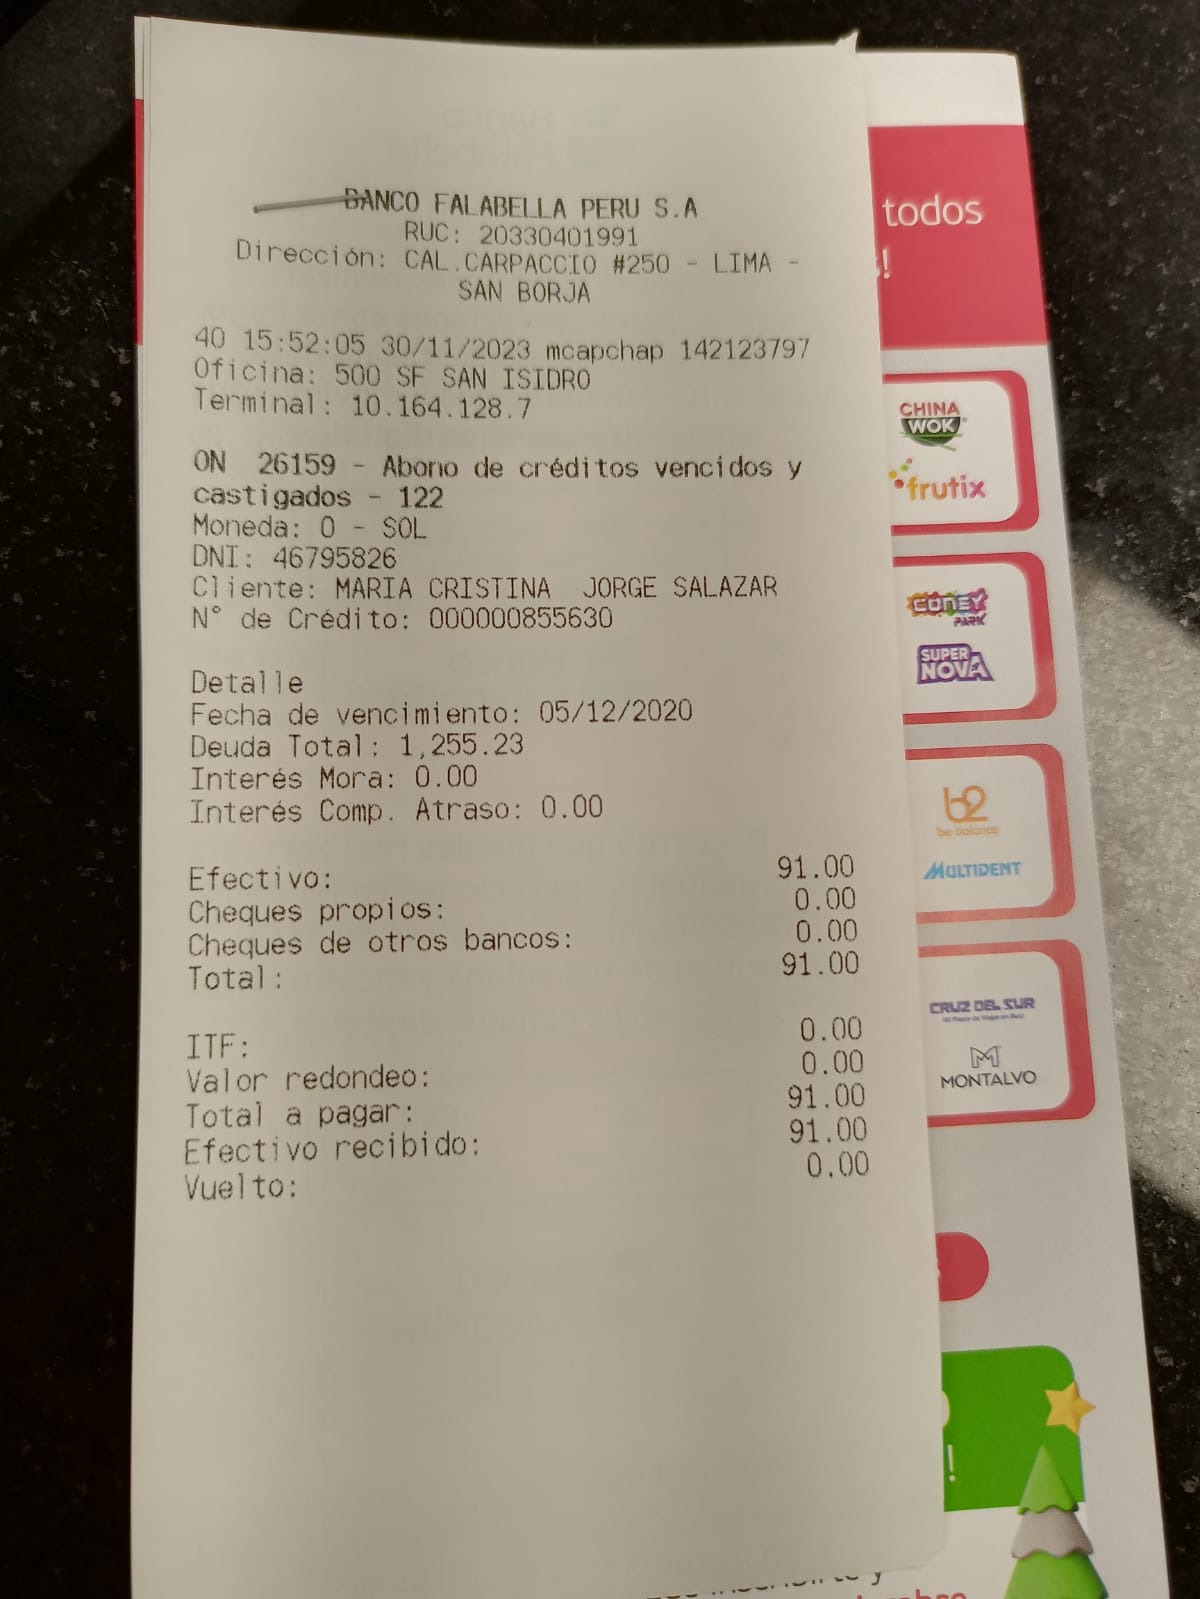 BANCO FALABELLA PERU S.A
RUC: 20330401991
Dirección: CAL.CARPACCIO #250 - LIMA -
SAN BORJA
40 15:52:05 30/11/2023 mcapchap 142123797
Oficina: 500 SF SAN ISIDRO
Terminal: 10.164.128.7
ON 26159 - Abono de créditos vencidos y
castigados - 122
Moneda: 0 - SOL
DNI: 46795826
Cliente: MARIA CRISTINA JORGE SALAZAR
N° de Crédito: 000000855630
Detalle
Fecha de vencimiento: 05/12/2020
Deuda Total: 1,255.23
Interés Mora: 0.00
Interés Comp. Atraso: 0.00
Efectivo: 91.00
Cheques propios: 0.00
Cheques de otros bancos: 0.00
Total: 91.00
ITF: 0.00
Valor redondeo: 0.00
Total a pagar: 91.00
Efectivo recibido: 91.00
Vuelto: 0.00
todos
!
CHINA
WOK
frutix
CONEY
PARK
SUPER
NOVA
b2
be balance
MULTIDENT
CRUZ DEL SUR
MONTALVO
!